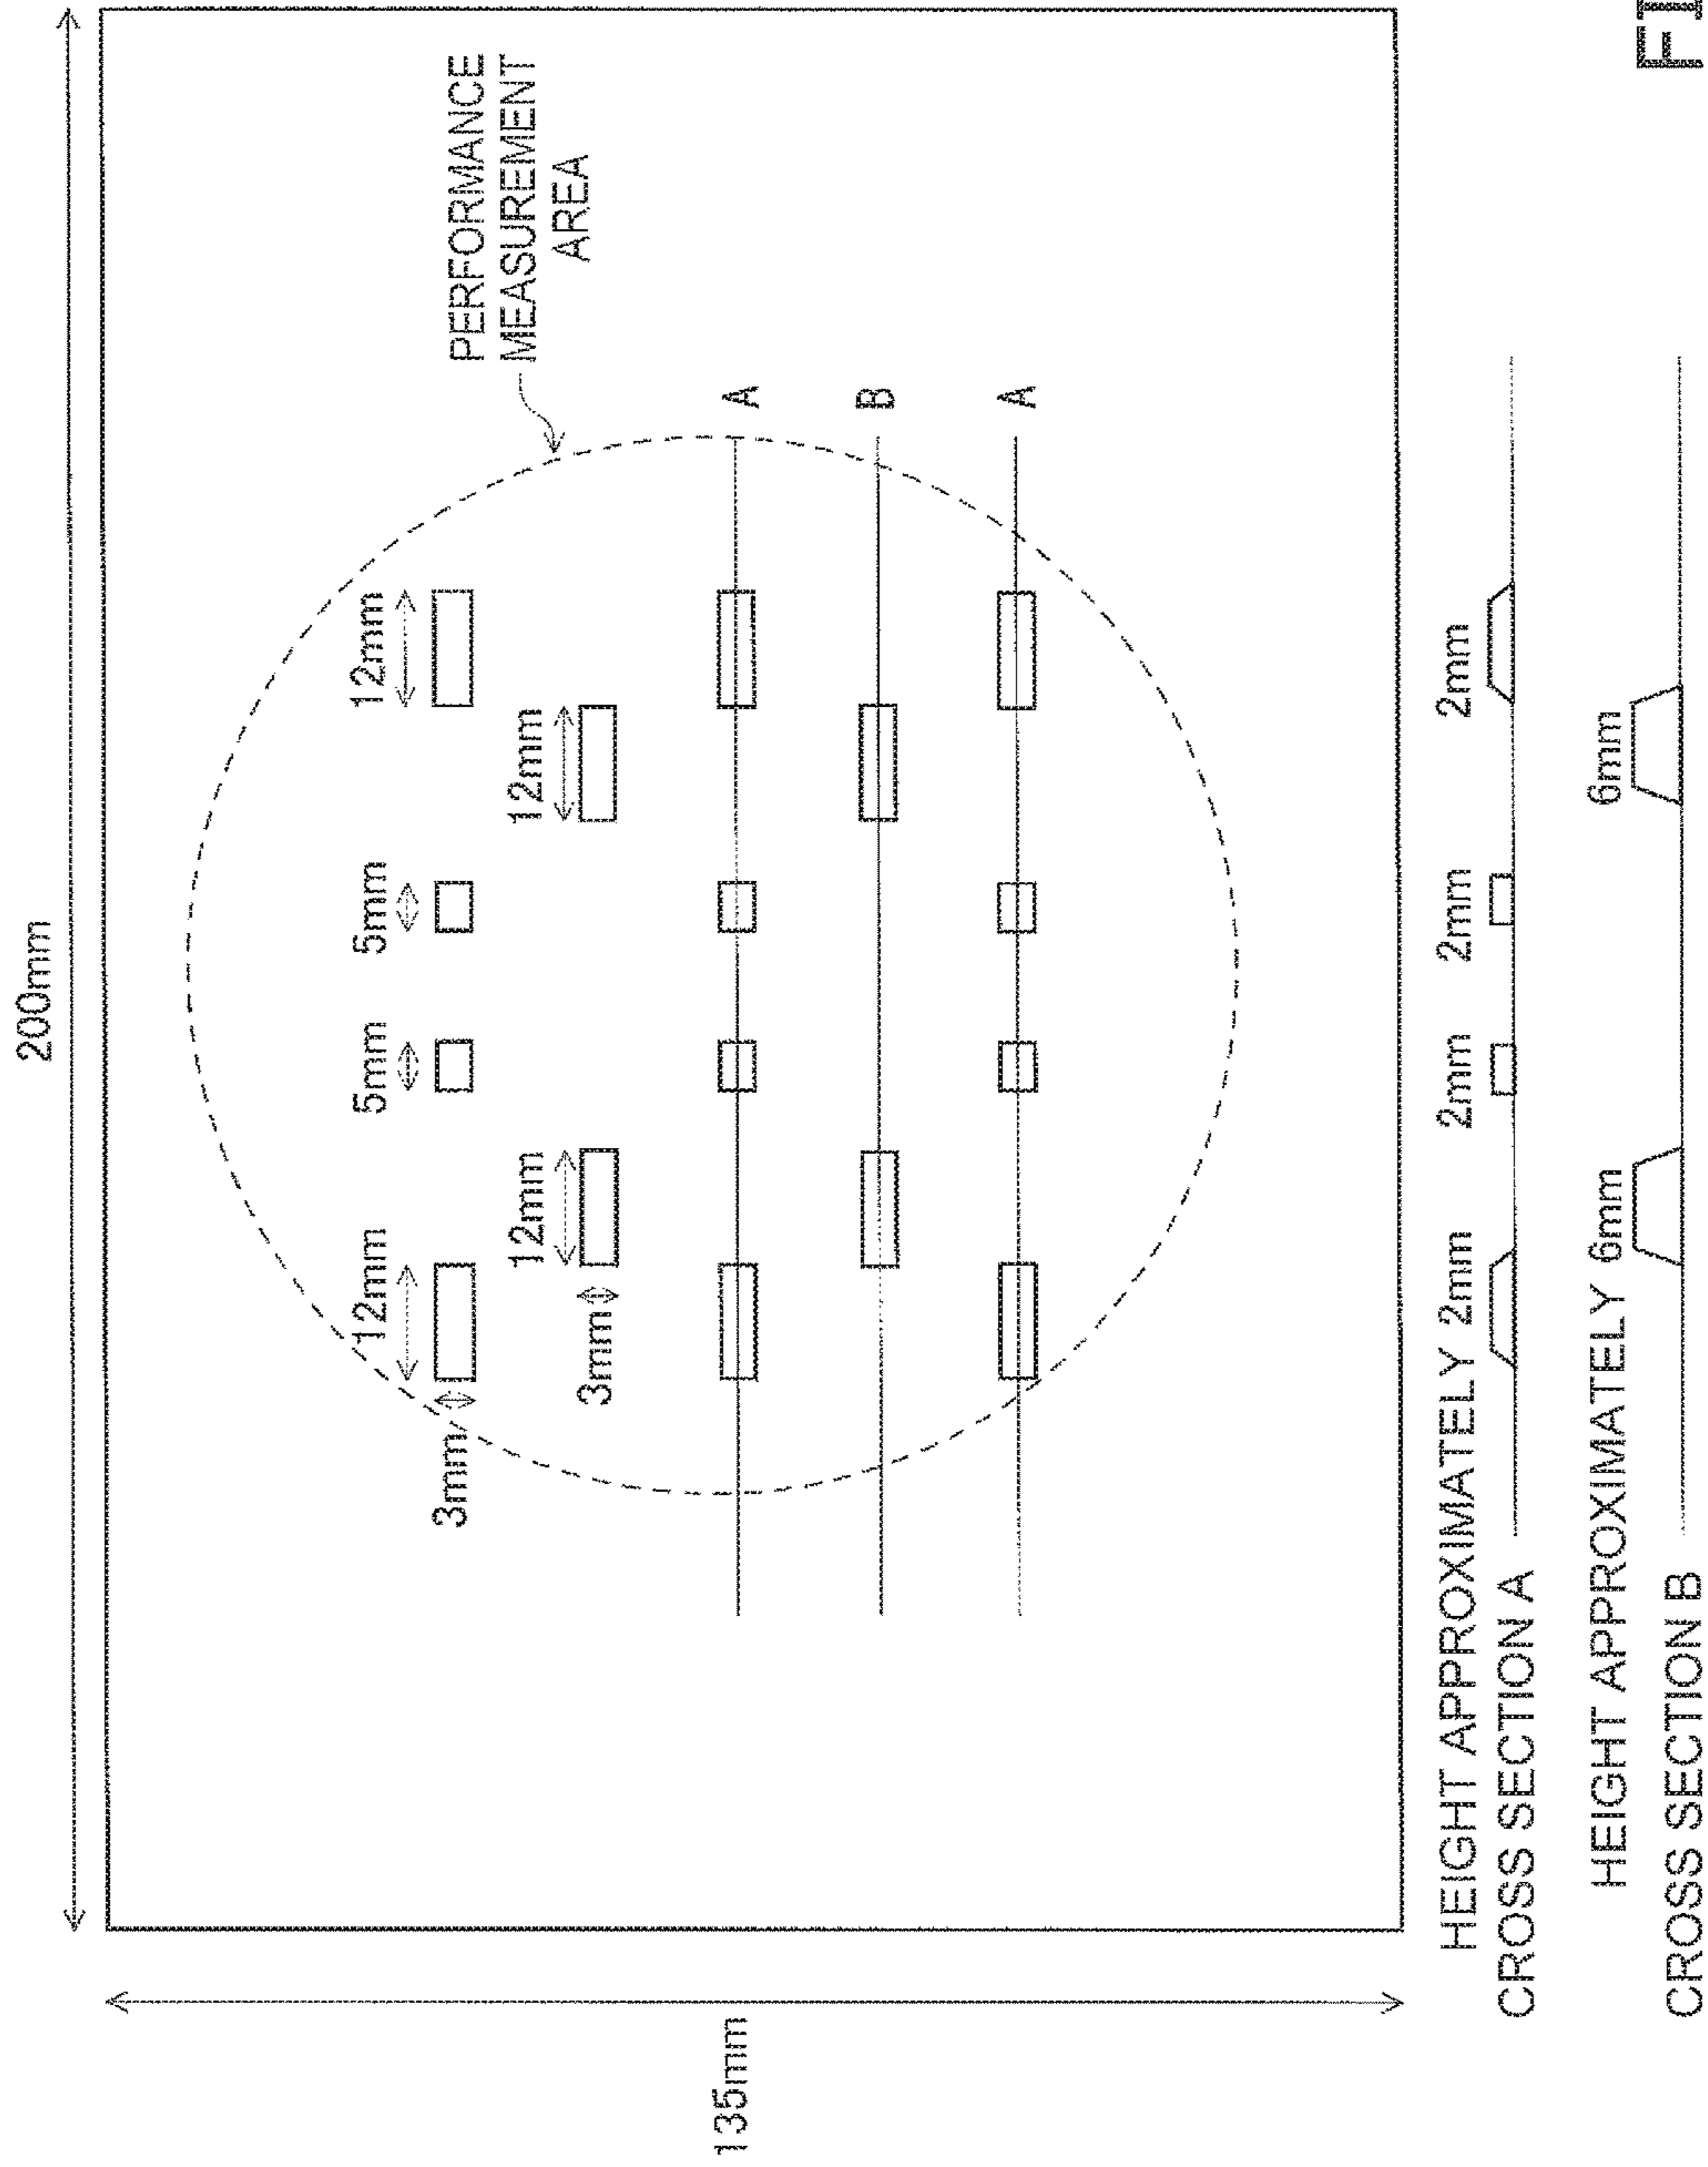 200mm
12mm 5mm 5mm 12mm
3mm
PERFORMANCE
MEASUREMENT
AREA
12mm 12mm
3mm
135mm
A
B
A
HEIGHT APPROXIMATELY 2mm 2mm 2mm 2mm
CROSS SECTION A
HEIGHT APPROXIMATELY 6mm 6mm
CROSS SECTION B